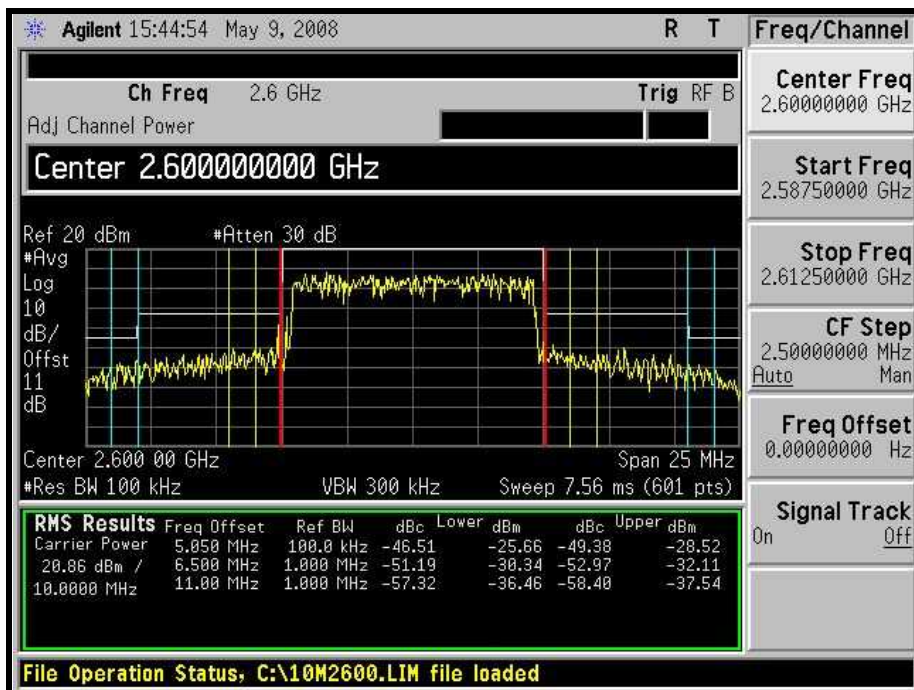 Agilent 15:44:54 May 9, 2008 R T
Freq/Channel
Ch Freq 2.6 GHz Trig RF B
Adj Channel Power
Center 2.600000000 GHz
Ref 20 dBm #Atten 30 dB
#Avg
Log
10
dB/
Offst
11
dB
Center 2.600 00 GHz Span 25 MHz
#Res BW 100 kHz VBW 300 kHz Sweep 7.56 ms (601 pts)
RMS Results Freq Offset Ref BW dBc Lower dBm dBc Upper dBm
Carrier Power 5.050 MHz 100.0 kHz -46.51 -25.66 -49.38 -28.52
20.86 dBm / 6.500 MHz 1.000 MHz -51.19 -30.34 -52.97 -32.11
10.0000 MHz 11.00 MHz 1.000 MHz -57.32 -36.46 -58.40 -37.54
File Operation Status, C:\10M2600.LIM file loaded
Center Freq
2.60000000 GHz
Start Freq
2.58750000 GHz
Stop Freq
2.61250000 GHz
CF Step
2.50000000 MHz
Auto Man
Freq Offset
0.00000000 Hz
Signal Track
On Off